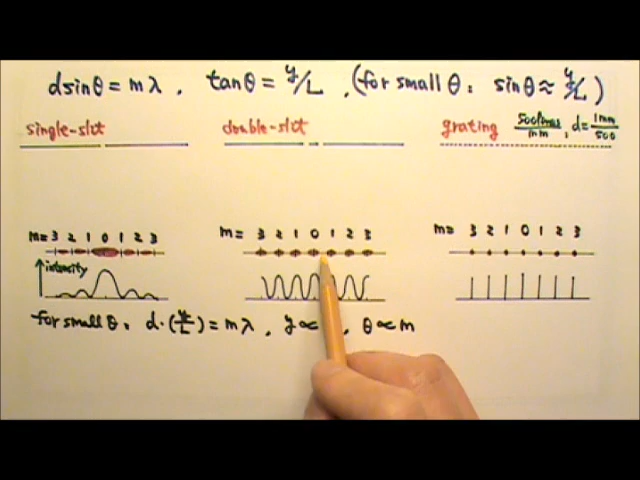 d sinθ = mλ , tanθ = y/L , (for small θ : sinθ ≈ y/L)
single-slit double-slit grating 500lines/mm , d = 1mm/500
m= 3 2 1 0 1 2 3 m= 3 2 1 0 1 2 3 m= 3 2 1 0 1 2 3
intensity
for small θ : d·(y/L) = mλ , y ∝ , θ ∝ m